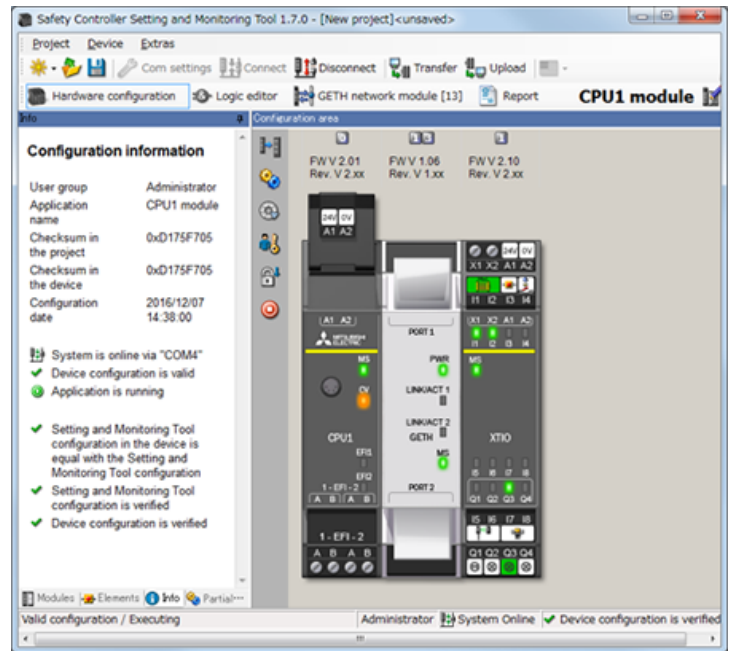 Safety Controller Setting and Monitoring Tool 1.7.0 - [New project]<unsaved>
Project Device Extras
Com settings Connect Disconnect Transfer Upload
Hardware configuration Logic editor GETH network module [13] Report CPU1 module
Info
Configuration area
Configuration information
User group Administrator
Application name CPU1 module
Checksum in the project 0xD175F705
Checksum in the device 0xD175F705
Configuration date 2016/12/07 14:38:00
System is online via "COM4"
Device configuration is valid
Application is running
Setting and Monitoring Tool
configuration in the device is
equal with the Setting and
Monitoring Tool configuration
Setting and Monitoring Tool
configuration is verified
Device configuration is verified
FW V 2.01 FW V 1.06 FW V 2.10
Rev. V 2.xx Rev. V 1.xx Rev. V 2.xx
24V 0V
A1 A2
X1 X2 A1 A2
I1 I2 I3 I4
A1 A2
MITSUBISHI ELECTRIC
MS
CV
CPU1
EFI1
EFI2
1 - EFI - 2
A B A B
1 - EFI - 2
A B A B
PORT 1
PWR
LINK/ACT 1
LINK/ACT 2
GETH
MS
PORT 2
24V 0V
X1 X2 A1 A2
I1 I2 I3 I4
MS
XTIO
I5 I6 I7 I8
Q1 Q2 Q3 Q4
I5 I6 I7 I8
Q1 Q2 Q3 Q4
Modules Elements Info Partial...
Valid configuration / Executing Administrator System Online Device configuration is verified